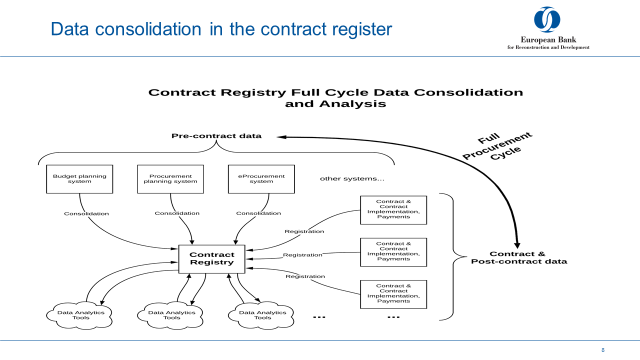 Data consolidation in the contract register
European Bank
for Reconstruction and Development
Contract Registry Full Cycle Data Consolidation
and Analysis
Pre-contract data
Full
Procurement
Cycle
Budget planning
system
Procurement
planning system
eProcurement
system
other systems...
Consolidation
Consolidation
Consolidation
Contract &
Contract
Implementation,
Payments
Registration
Contract
Registry
Contract &
Contract
Implementation,
Payments
Registration
Contract &
Post-contract data
Contract &
Contract
Implementation,
Payments
Registration
Data Analytics
Tools
Data Analytics
Tools
Data Analytics
Tools
...
...